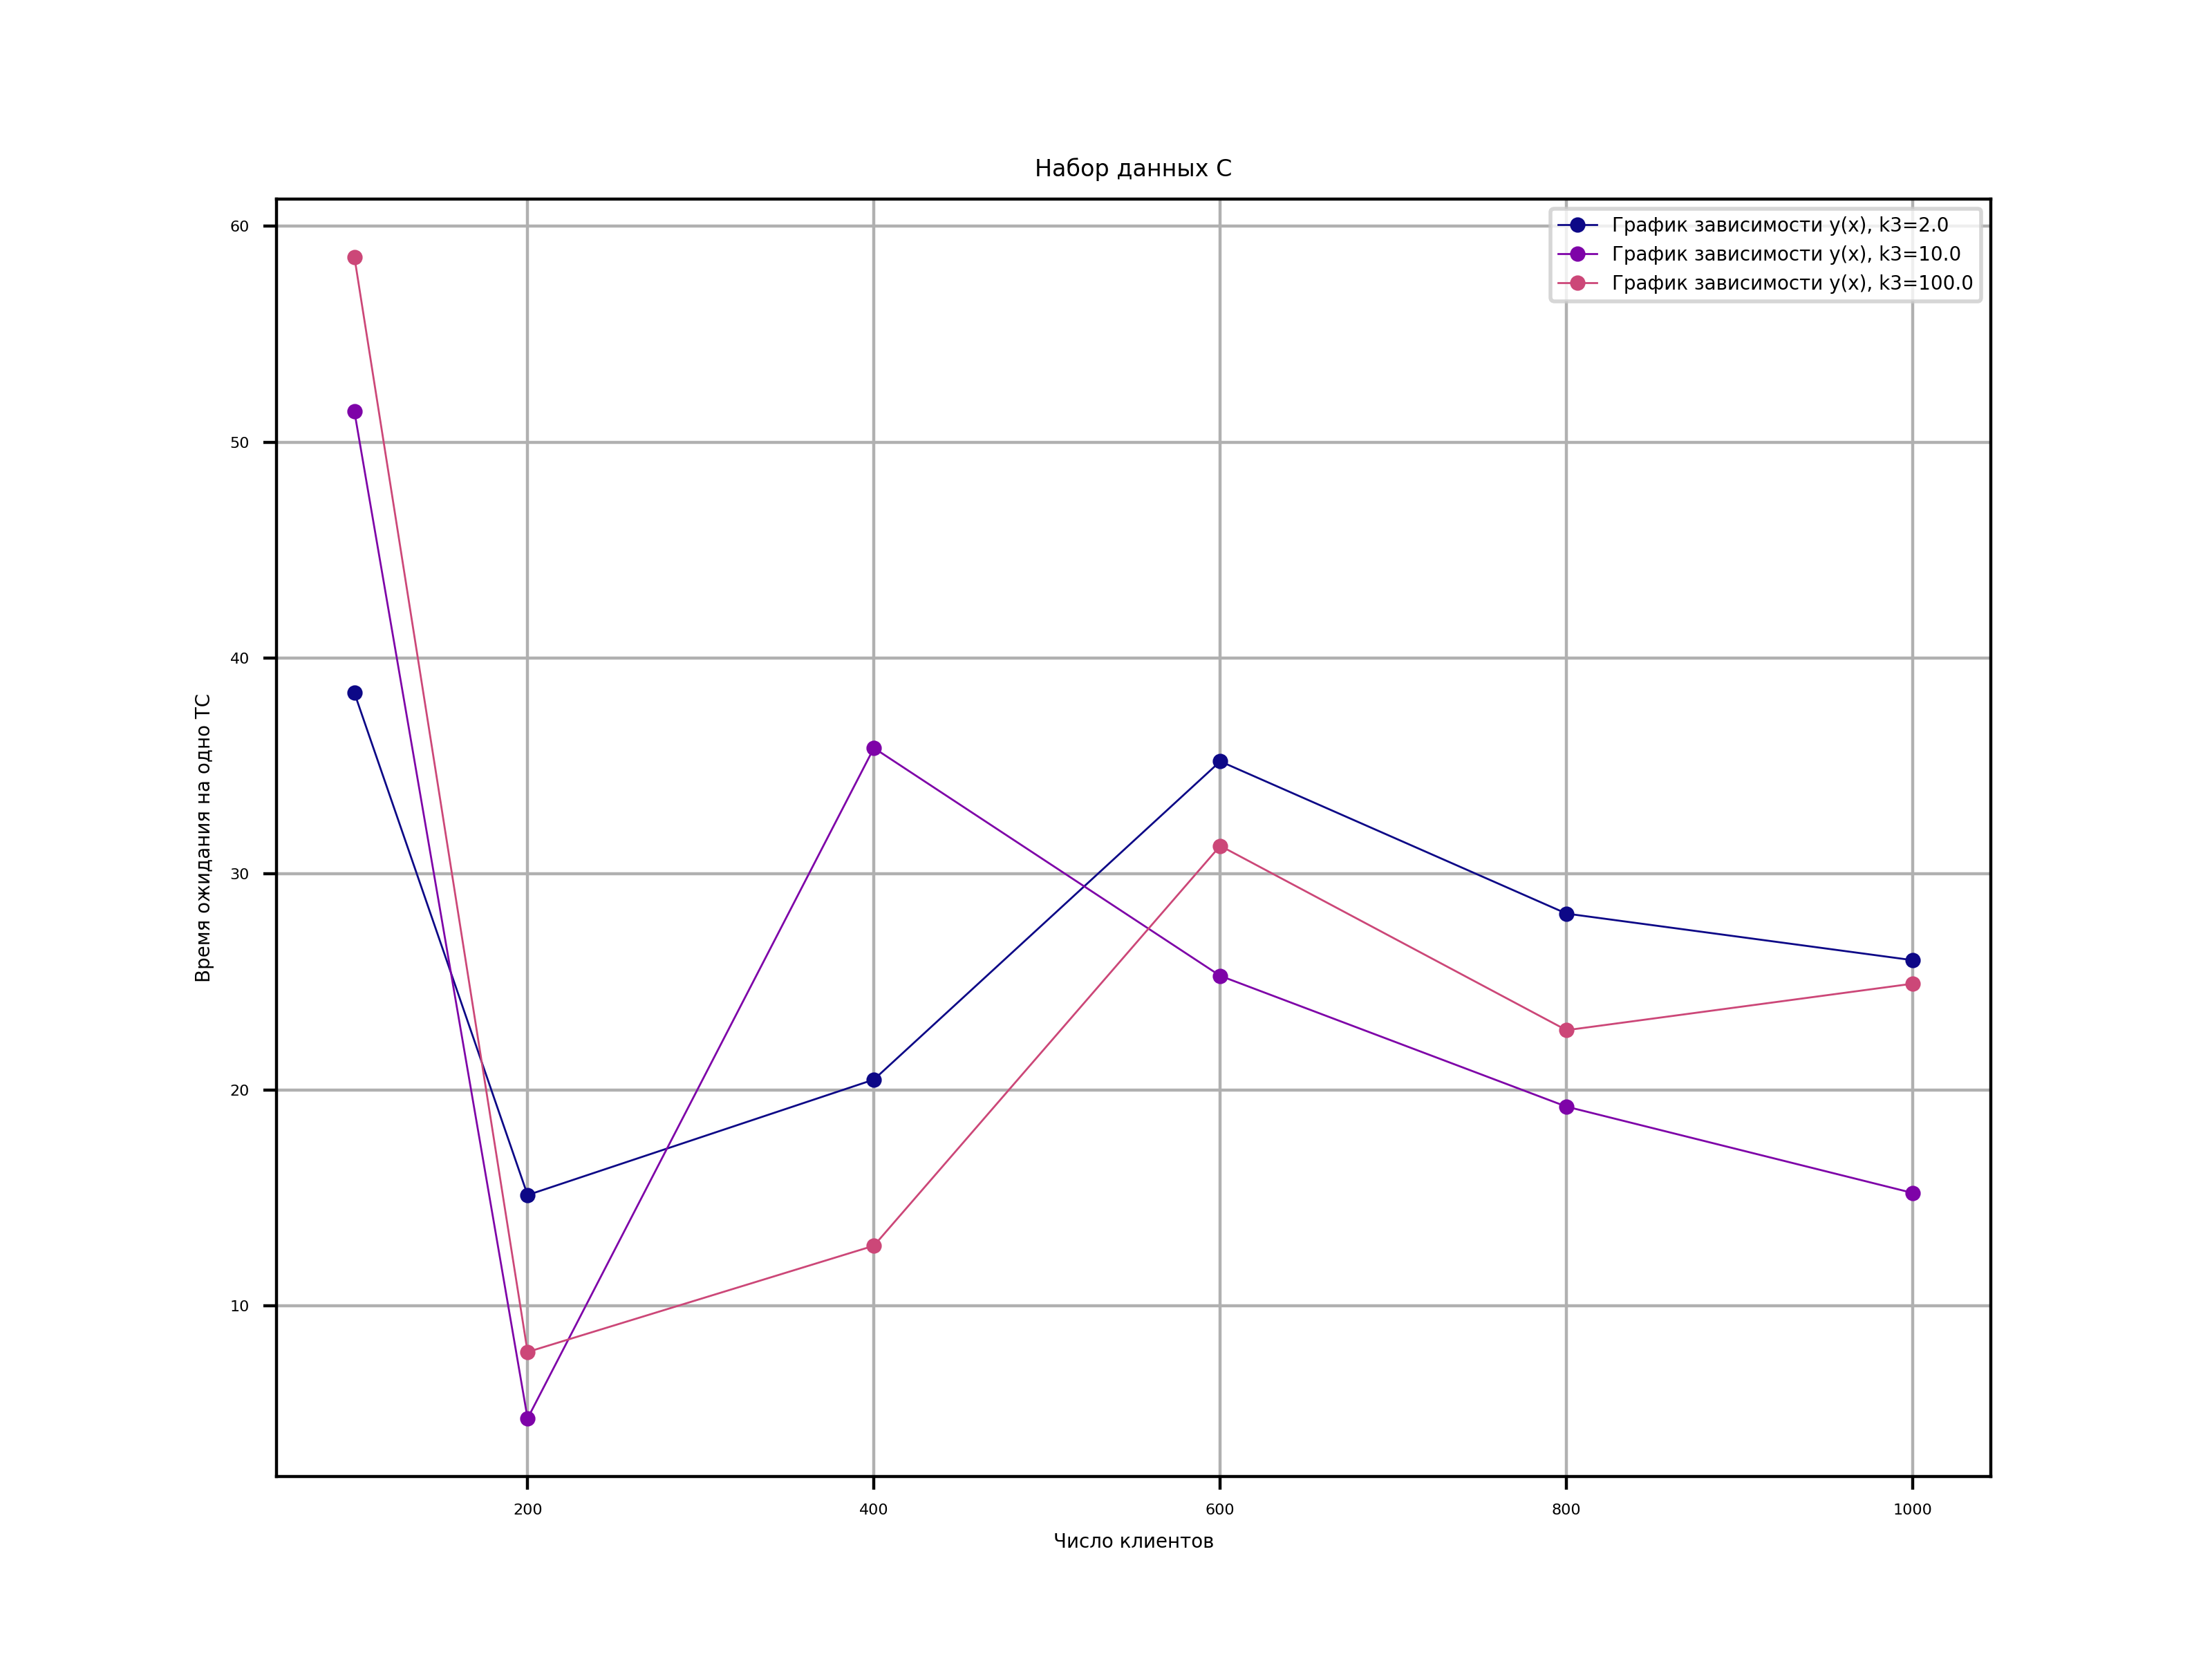 Набор данных C
График зависимости y(x), k3=2.0
График зависимости y(x), k3=10.0
График зависимости y(x), k3=100.0
60
50
40
30
20
10
Время ожидания на одно ТС
200 400 600 800 1000
Число клиентов